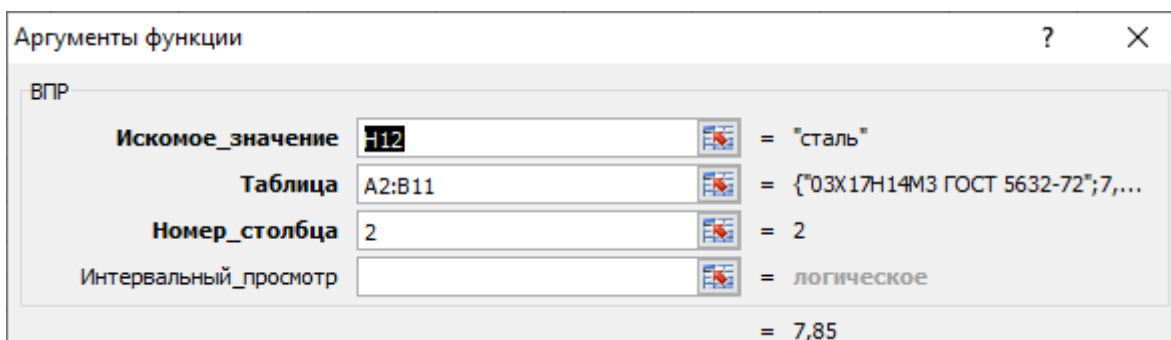 Аргументы функции ? ×
ВПР
Искомое_значение H12 = "сталь"
Таблица A2:B11 = {"03Х17Н14М3 ГОСТ 5632-72";7,...
Номер_столбца 2 = 2
Интервальный_просмотр = логическое
= 7,85